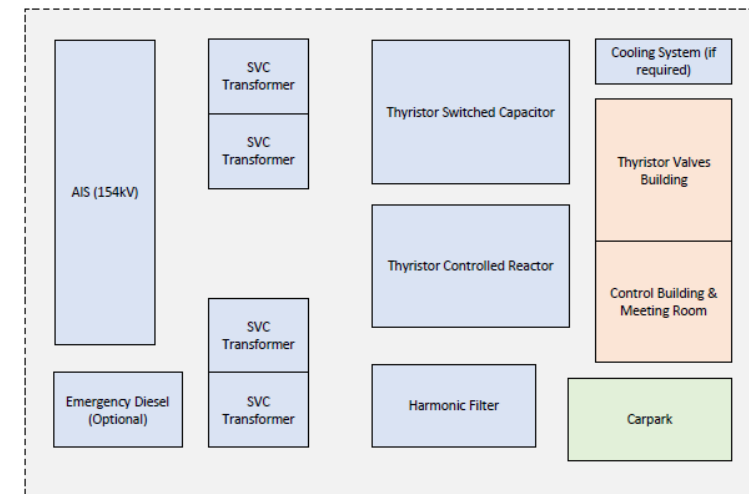 AIS (154kV)
SVC
Transformer
SVC
Transformer
Thyristor Switched Capacitor
Cooling System (if
required)
Thyristor Valves
Building
Thyristor Controlled Reactor
Control Building &
Meeting Room
SVC
Transformer
SVC
Transformer
Emergency Diesel
(Optional)
Harmonic Filter
Carpark